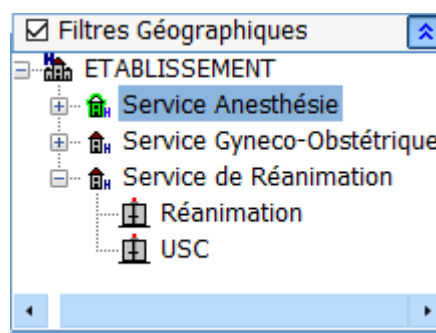 Filtres Géographiques
ETABLISSEMENT
Service Anesthésie
Service Gyneco-Obstétrique
Service de Réanimation
Réanimation
USC